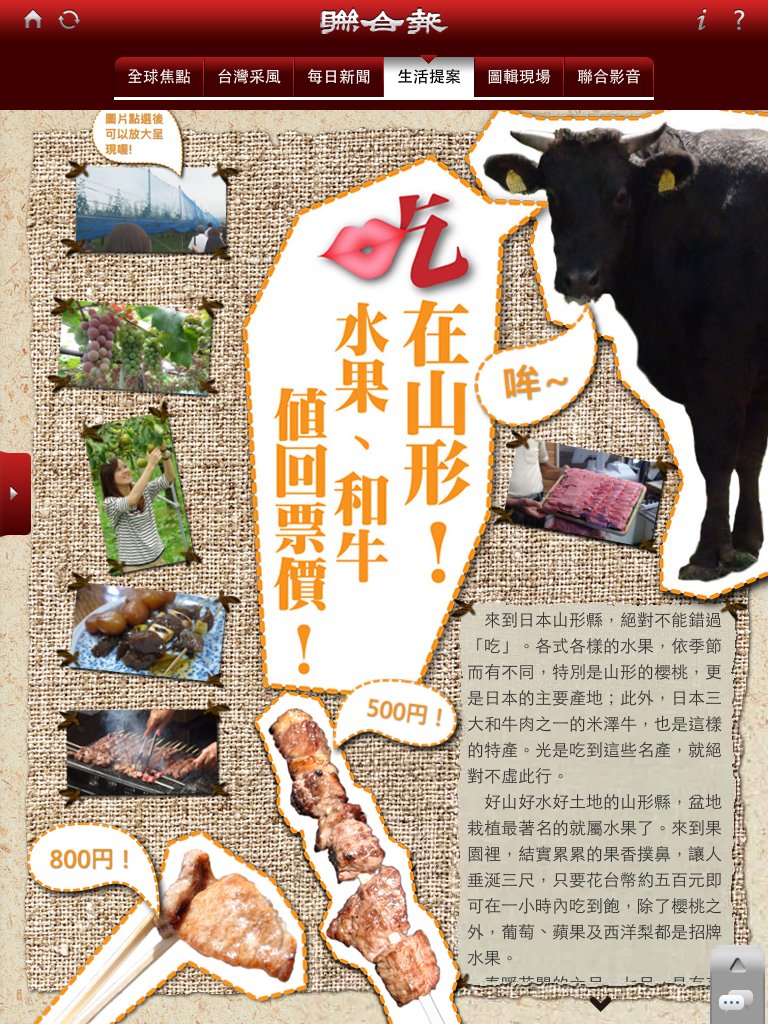 聯合報
i
?
全球焦點
台灣采風
每日新聞
生活提案
圖輯現場
聯合影音
圖片點選後
可以放大呈
現喔!
吃在山形！
水果、和牛
值回票價！
哞~
500円！
800円！
來到日本山形縣，絕對不能錯過
「吃」。各式各樣的水果，依季節
而有不同，特別是山形的櫻桃，更
是日本的主要產地；此外，日本三
大和牛肉之一的米澤牛，也是這樣
的特產。光是吃到這些名產，就絕
對不虛此行。
好山好水好土地的山形縣，盆地
栽植最著名的就屬水果了。來到果
園裡，結實累累的果香撲鼻，讓人
垂涎三尺，只要花台幣約五百元即
可在一小時內吃到飽，除了櫻桃之
外，葡萄、蘋果及西洋梨都是招牌
水果。